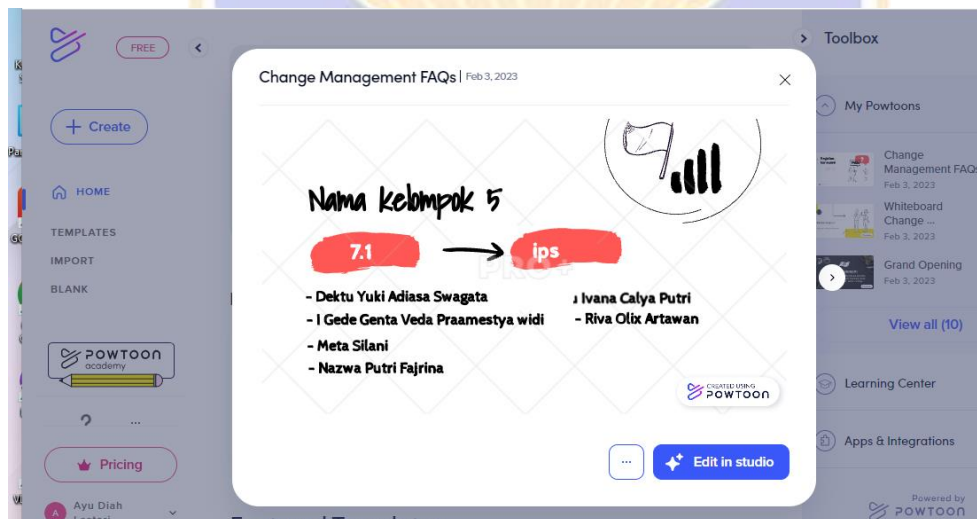 FREE
Create
HOME
TEMPLATES
IMPORT
BLANK
POWTOON
academy
?
...
Pricing
A
Ayu Diah
Change Management FAQs | Feb 3, 2023
Nama Kelompok 5
7.1
ips
PRO+
- Dektu Yuki Adiasa Swagata
- I Gede Genta Veda Praamestya widi
- Meta Silani
- Nazwa Putri Fajrina
Ivana Calya Putri
- Riva Olix Artawan
CREATED USING
POWTOON
...
Edit in studio
Toolbox
My Powtoons
Change
Management FAQs
Feb 3, 2023
Whiteboard
Change ...
Feb 3, 2023
Grand Opening
Feb 3, 2023
View all (10)
Learning Center
Apps & Integrations
Powered by
POWTOON